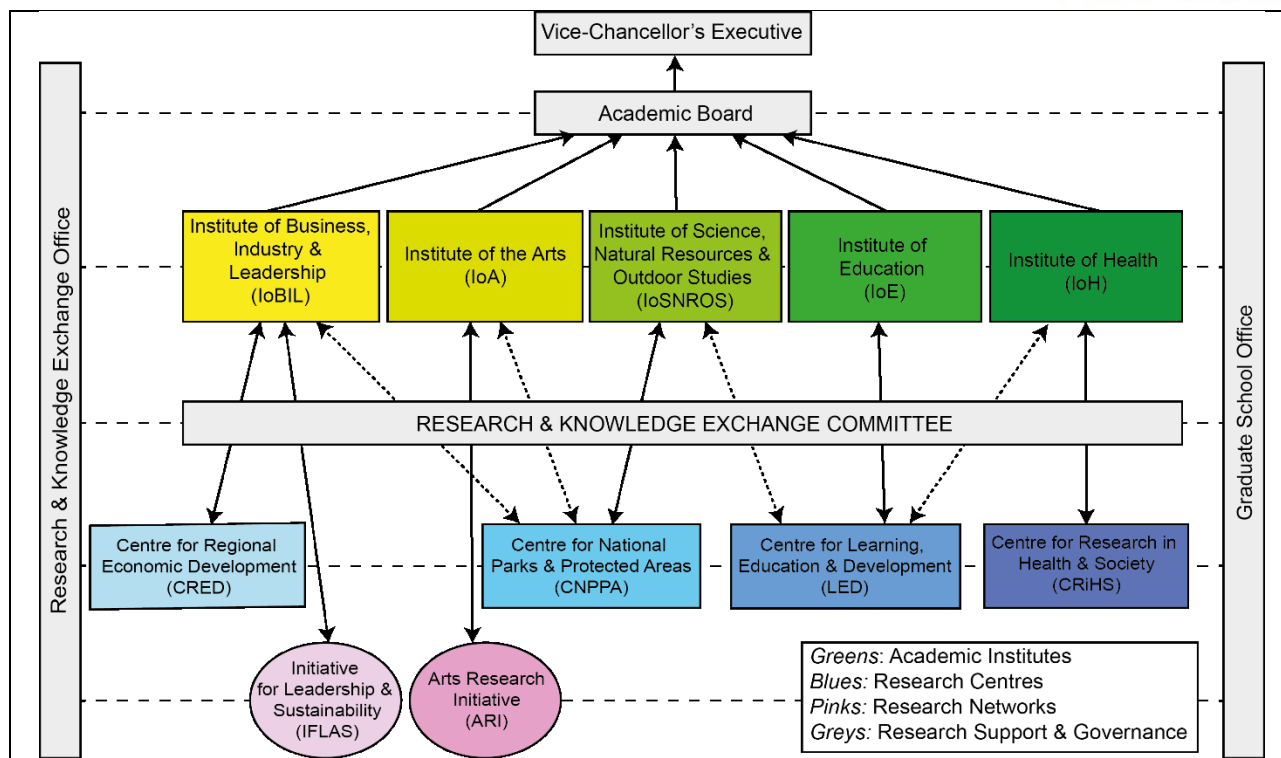 Vice-Chancellor's Executive
Academic Board
Research & Knowledge Exchange Office
Graduate School Office
Institute of Business,
Industry &
Leadership
(IoBIL)
Institute of the Arts
(IoA)
Institute of Science,
Natural Resources &
Outdoor Studies
(IoSNROS)
Institute of
Education
(IoE)
Institute of Health
(IoH)
RESEARCH & KNOWLEDGE EXCHANGE COMMITTEE
Centre for Regional
Economic Development
(CRED)
Centre for National
Parks & Protected Areas
(CNPPA)
Centre for Learning,
Education & Development
(LED)
Centre for Research in
Health & Society
(CRiHS)
Initiative
for Leadership &
Sustainability
(IFLAS)
Arts Research
Initiative
(ARI)
Greens: Academic Institutes
Blues: Research Centres
Pinks: Research Networks
Greys: Research Support & Governance